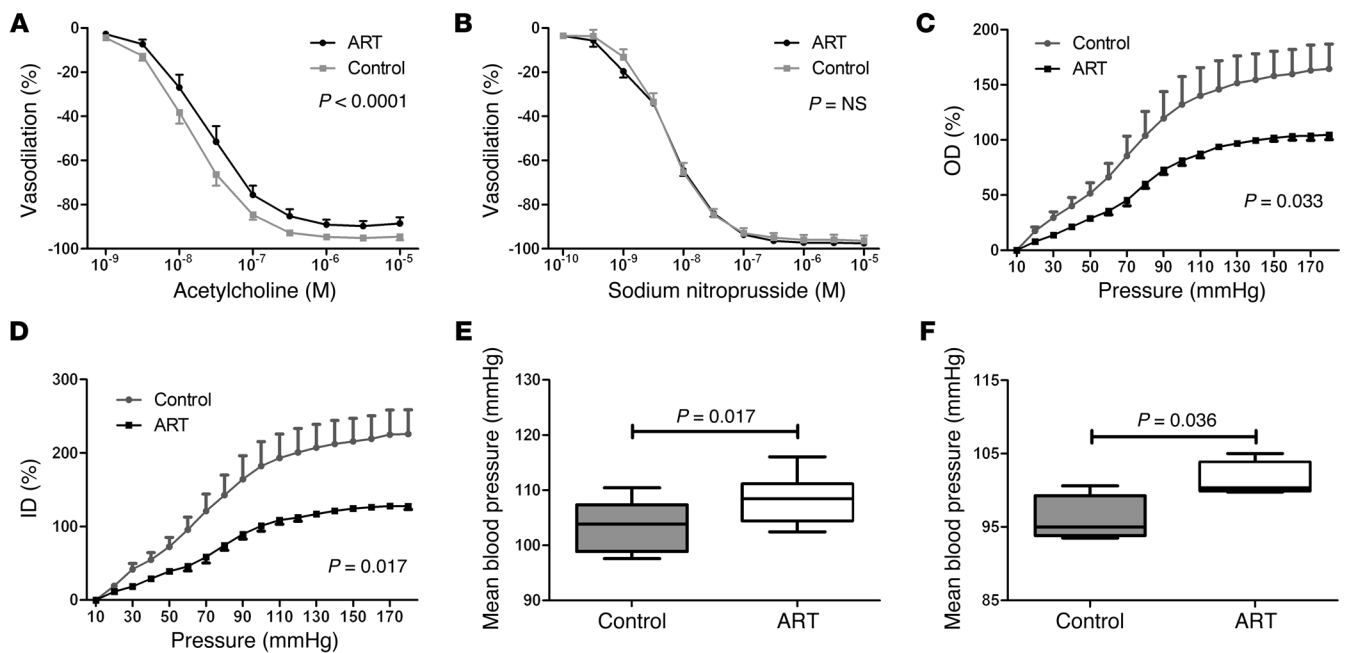 A
ART
Control
P < 0.0001
Vasodilation (%)
0
-20
-40
-60
-80
-100
10-9
10-8
10-7
10-6
10-5
Acetylcholine (M)
B
ART
Control
P = NS
Vasodilation (%)
0
-20
-40
-60
-80
-100
10-10
10-9
10-8
10-7
10-6
10-5
Sodium nitroprusside (M)
C
Control
ART
P = 0.033
OD (%)
200
150
100
50
0
10 30 50 70 90 110 130 150 170
Pressure (mmHg)
D
Control
ART
P = 0.017
ID (%)
300
200
100
0
10 30 50 70 90 110 130 150 170
Pressure (mmHg)
E
Mean blood pressure (mmHg)
130
120
110
100
90
P = 0.017
Control ART
F
Mean blood pressure (mmHg)
115
105
95
85
P = 0.036
Control ART